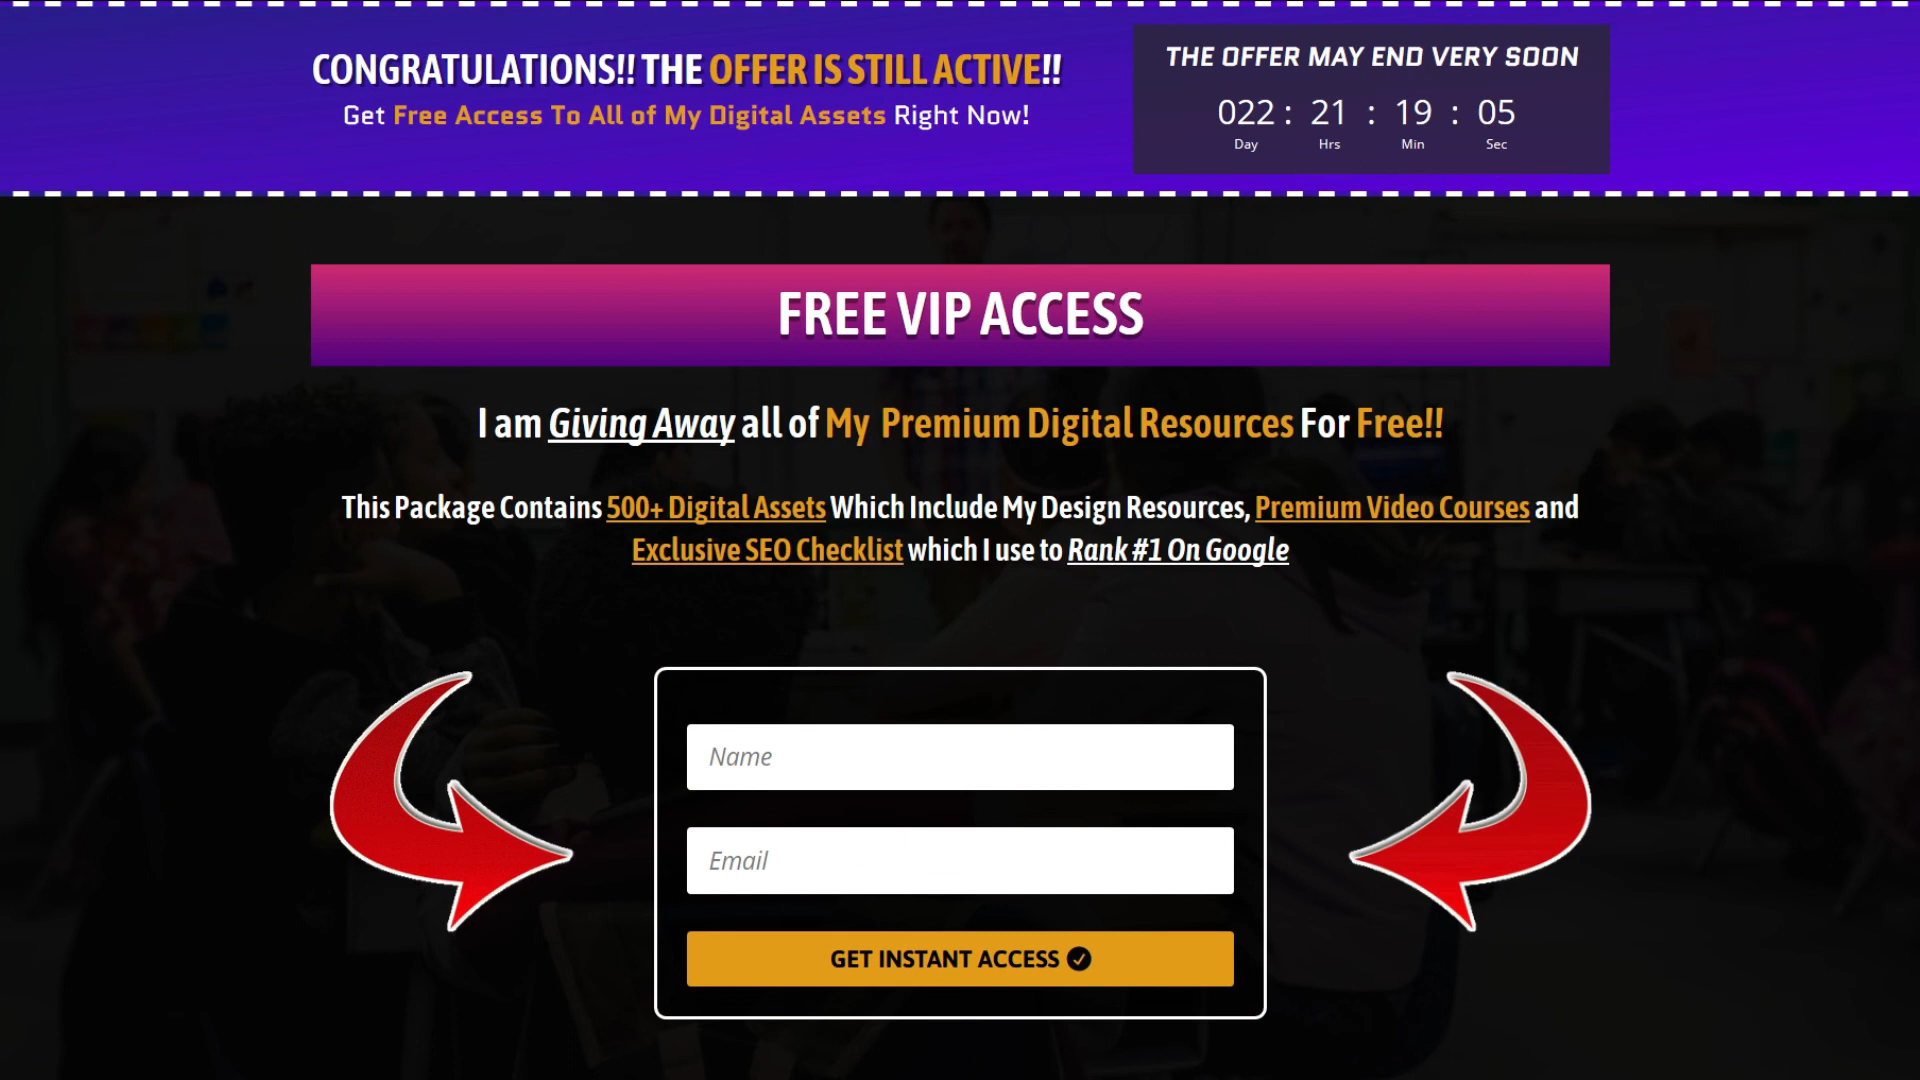 CONGRATULATIONS!! THE OFFER IS STILL ACTIVE!!
Get Free Access To All of My Digital Assets Right Now!
THE OFFER MAY END VERY SOON
022 : 21 : 19 : 05
Day Hrs Min Sec
FREE VIP ACCESS
I am Giving Away all of My Premium Digital Resources For Free!!
This Package Contains 500+ Digital Assets Which Include My Design Resources, Premium Video Courses and
Exclusive SEO Checklist which I use to Rank #1 On Google
Name
Email
GET INSTANT ACCESS